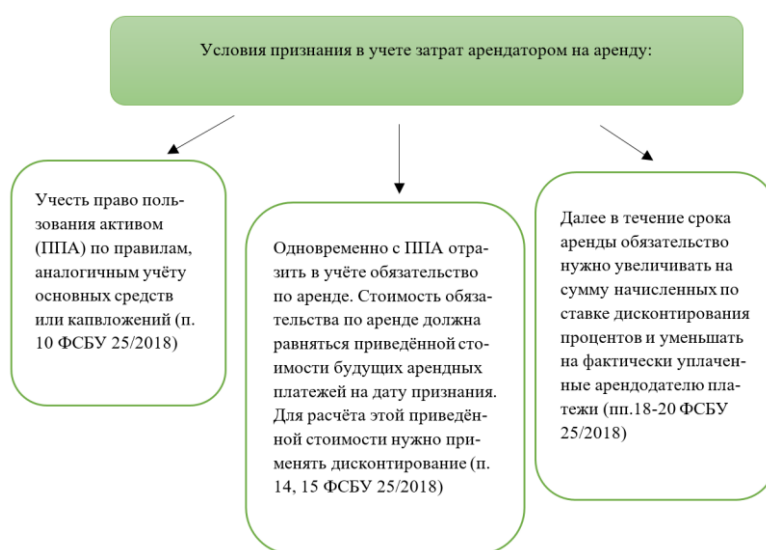 Условия признания в учете затрат арендатором на аренду:
Учесть право поль-
зования активом
(ППА) по правилам,
аналогичным учёту
основных средств
или капвложений (п.
10 ФСБУ 25/2018)
Одновременно с ППА отра-
зить в учёте обязательство
по аренде. Стоимость обяза-
тельства по аренде должна
равняться приведённой сто-
имости будущих арендных
платежей на дату признания.
Для расчёта этой приведён-
ной стоимости нужно при-
менять дисконтирование (п.
14, 15 ФСБУ 25/2018)
Далее в течение срока
аренды обязательство
нужно увеличивать на
сумму начисленных по
ставке дисконтирования
процентов и уменьшать
на фактически уплачен-
ные арендодателю пла-
тежи (пп.18-20 ФСБУ
25/2018)